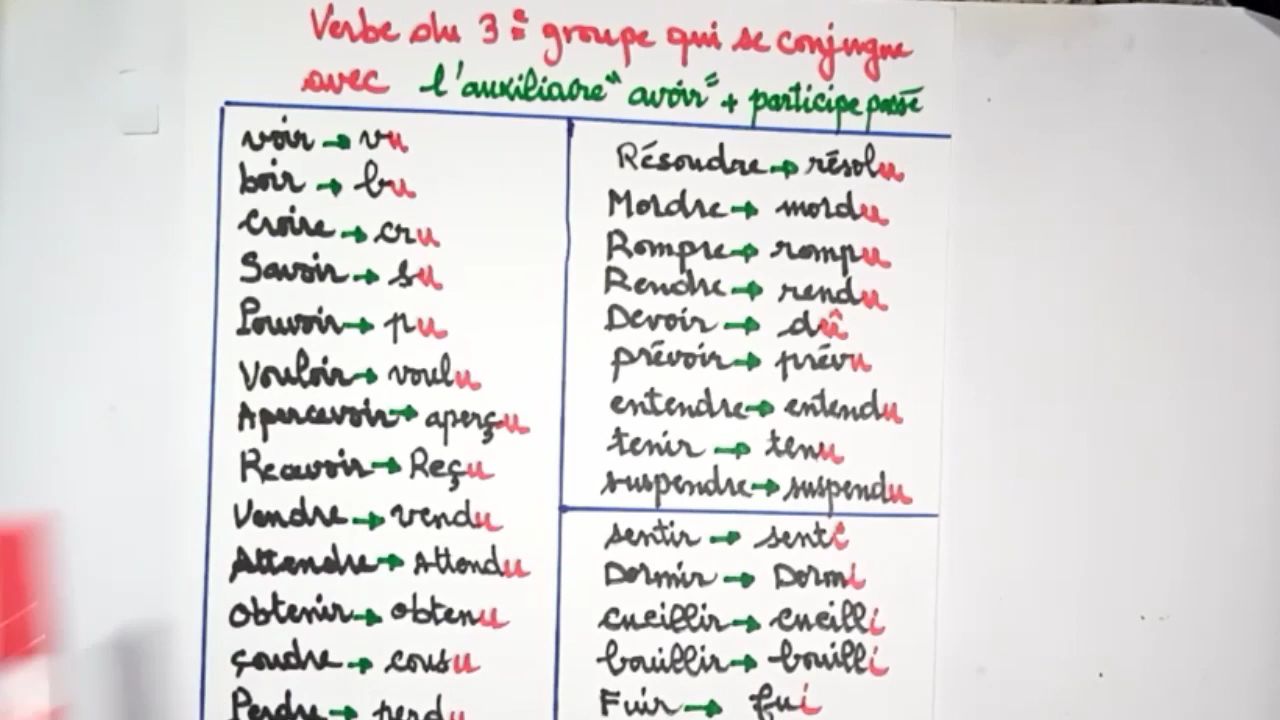 Verbe du 3e groupe qui se conjugue
avec l'auxiliaire "avoir" + participe passé
voir → vu
boir → bu
croire → cru
Savoir → su
Pouvoir → pu
Vouloir → voulu
Apercevoir → aperçu
Recevoir → Reçu
Vendre → vendu
Attendre → Attendu
obtenir → obtenu
çoudre → cousu
Perdre → perdu
Résoudre → résolu
Mordre → mordu
Rompre → rompu
Rendre → rendu
Devoir → dû
prévoir → prévu
entendre → entendu
tenir → tenu
suspendre → suspendu
sentir → senti
Dormir → Dormi
cueillir → cueilli
bouillir → bouilli
Fuir → fui